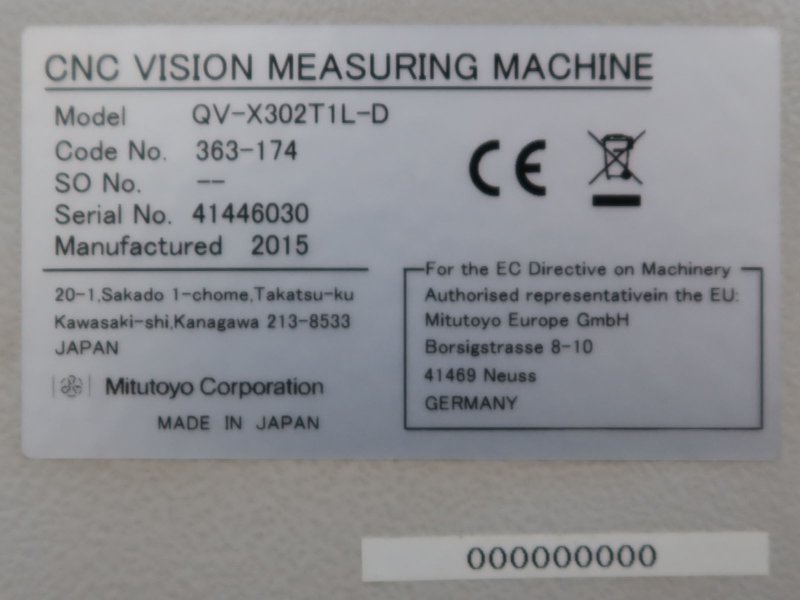 CNC VISION MEASURING MACHINE
Model QV-X302T1L-D
Code No. 363-174
SO No. --
Serial No. 41446030
Manufactured 2015
20-1,Sakado 1-chome,Takatsu-ku
Kawasaki-shi,Kanagawa 213-8533
JAPAN
Mitutoyo Corporation
MADE IN JAPAN
CE
For the EC Directive on Machinery
Authorised representativein the EU:
Mitutoyo Europe GmbH
Borsigstrasse 8-10
41469 Neuss
GERMANY
000000000